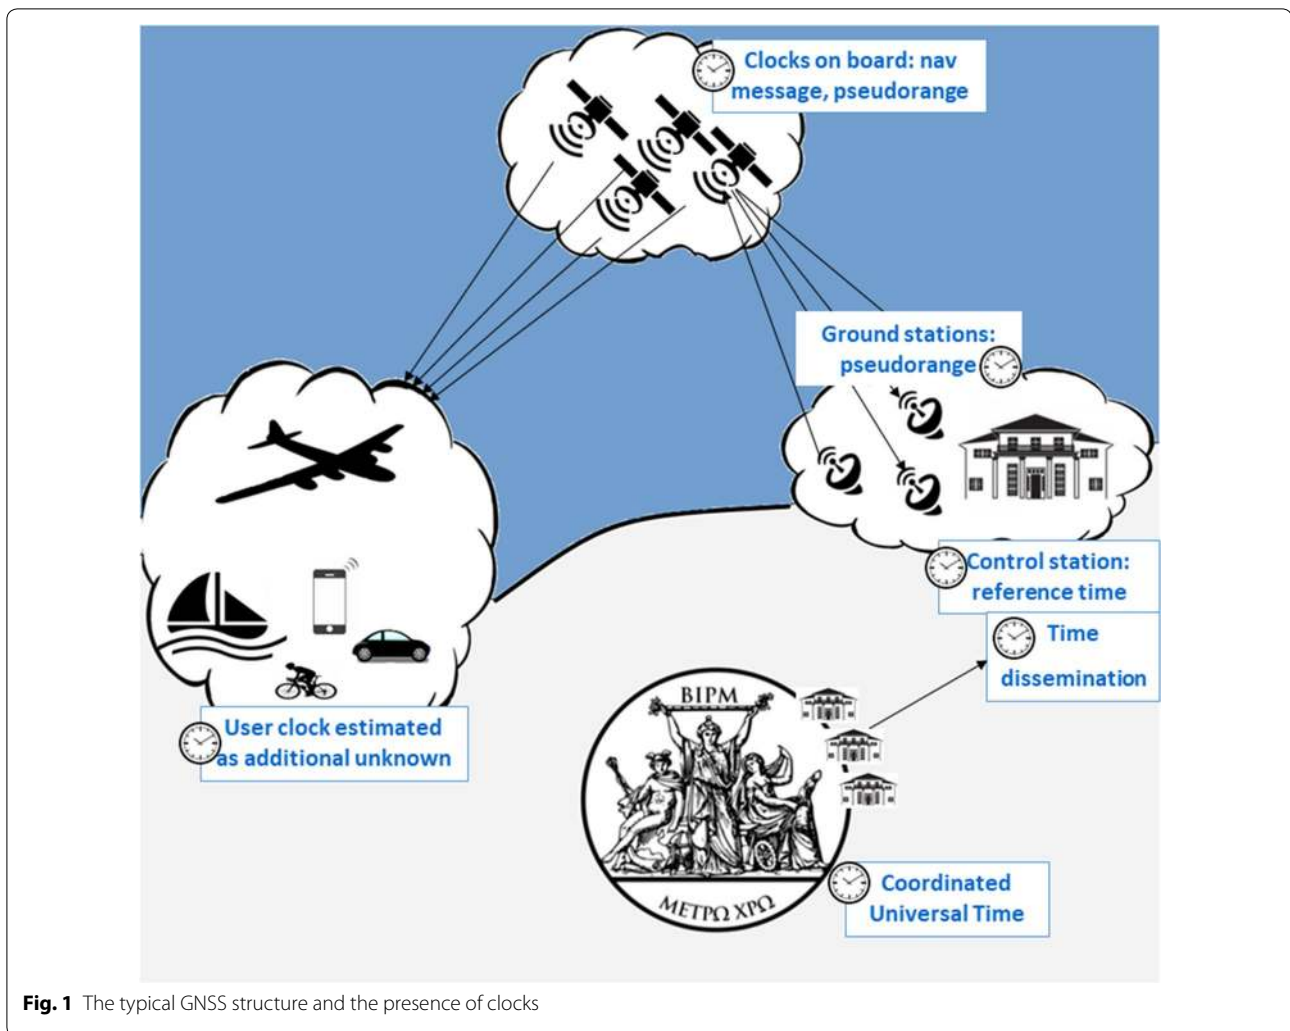 Clocks on board: nav
message, pseudorange
Ground stations:
pseudorange
Control station:
reference time
Time
dissemination
BIPM
User clock estimated
as additional unknown
ΜΕΤΡΩ ΧΡΩ
Coordinated
Universal Time
Fig. 1 The typical GNSS structure and the presence of clocks